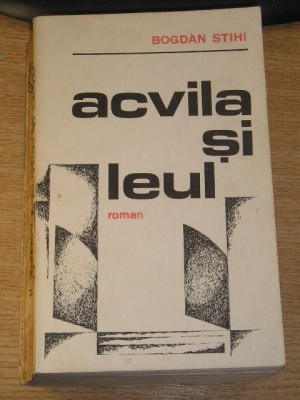 BOGDAN STIHI
acvila
și
leul
roman